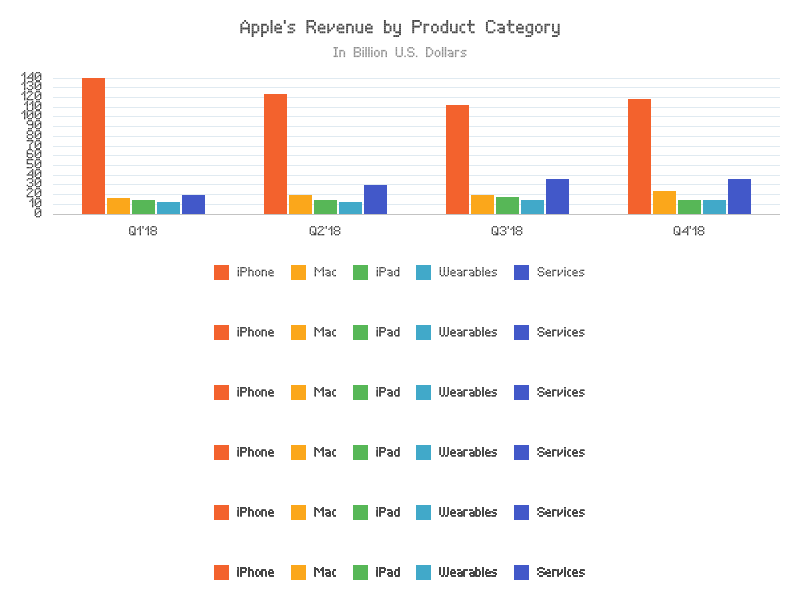 Apple's Revenue by Product Category
In Billion U.S. Dollars
140
130
120
110
100
90
80
70
60
50
40
30
20
10
0
Q1'18 Q2'18 Q3'18 Q4'18
iPhone Mac iPad Wearables Services
iPhone Mac iPad Wearables Services
iPhone Mac iPad Wearables Services
iPhone Mac iPad Wearables Services
iPhone Mac iPad Wearables Services
iPhone Mac iPad Wearables Services